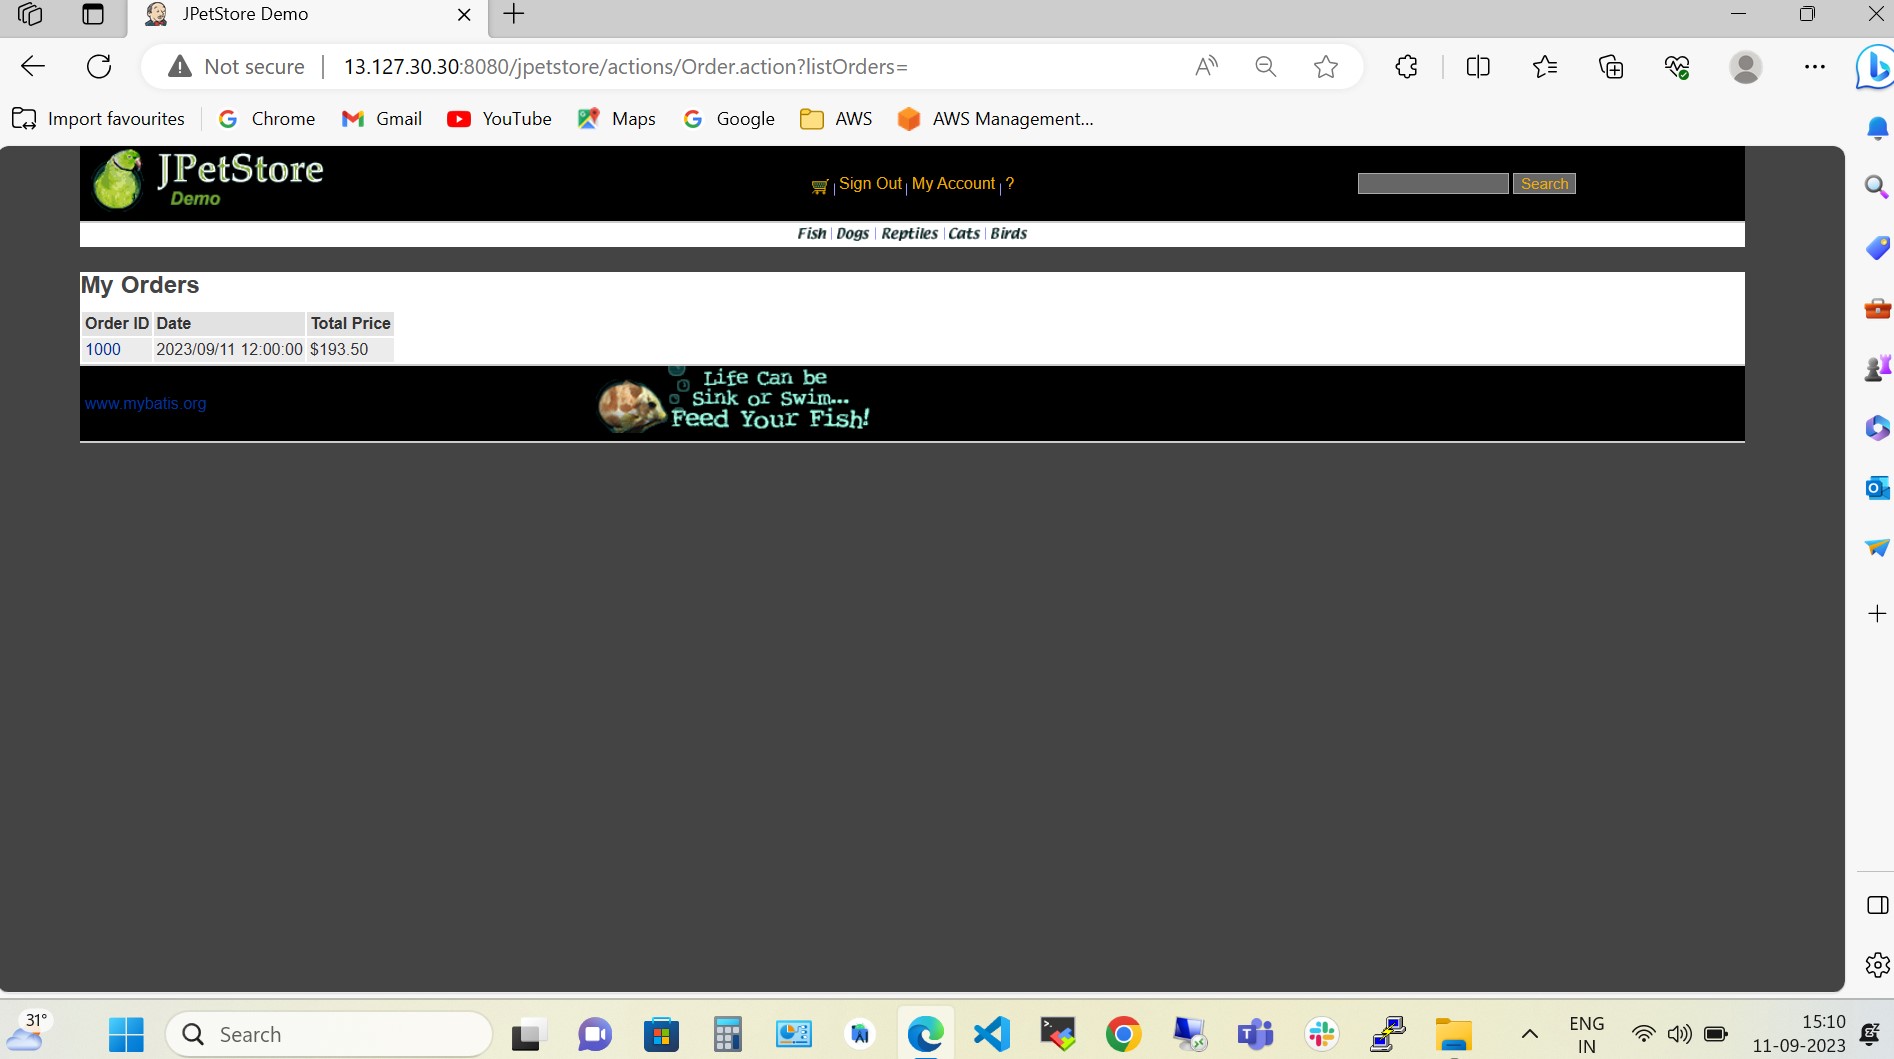 JPetStore Demo
Not secure 13.127.30.30:8080/jpetstore/actions/Order.action?listOrders=
Import favourites Chrome Gmail YouTube Maps Google AWS AWS Management...
JPetStore
Demo
Sign Out My Account ? Search
Fish Dogs Reptiles Cats Birds
My Orders
Order ID Date Total Price
1000 2023/09/11 12:00:00 $193.50
www.mybatis.org
Life Can be
Sink or Swim...
Feed Your Fish!
31°
Search
ENG
IN
15:10
11-09-2023